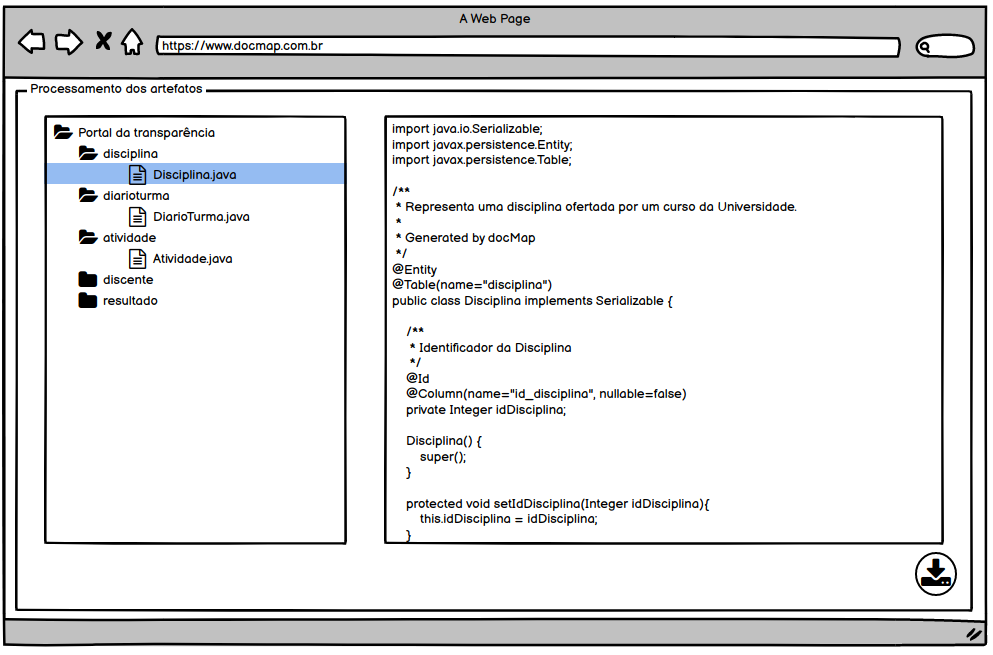 A Web Page
https://www.docmap.com.br
Processamento dos artefatos
Portal da transparência
disciplina
Disciplina.java
diarioturma
DiarioTurma.java
atividade
Atividade.java
discente
resultado
import java.io.Serializable;
import javax.persistence.Entity;
import javax.persistence.Table;
/**
* Representa uma disciplina ofertada por um curso da Universidade.
*
* Generated by docMap
*/
@Entity
@Table(name="disciplina")
public class Disciplina implements Serializable {
/**
* Identificador da Disciplina
*/
@Id
@Column(name="id_disciplina", nullable=false)
private Integer idDisciplina;
Disciplina() {
super();
}
protected void setIdDisciplina(Integer idDisciplina){
this.idDisciplina = idDisciplina;
}